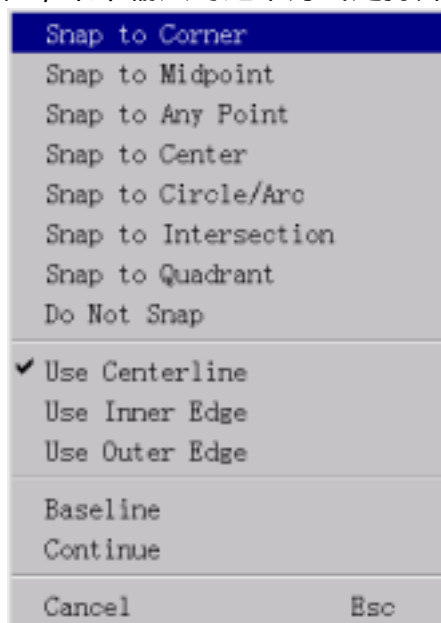 Snap to Corner
Snap to Midpoint
Snap to Any Point
Snap to Center
Snap to Circle/Arc
Snap to Intersection
Snap to Quadrant
Do Not Snap
Use Centerline
Use Inner Edge
Use Outer Edge
Baseline
Continue
Cancel Esc